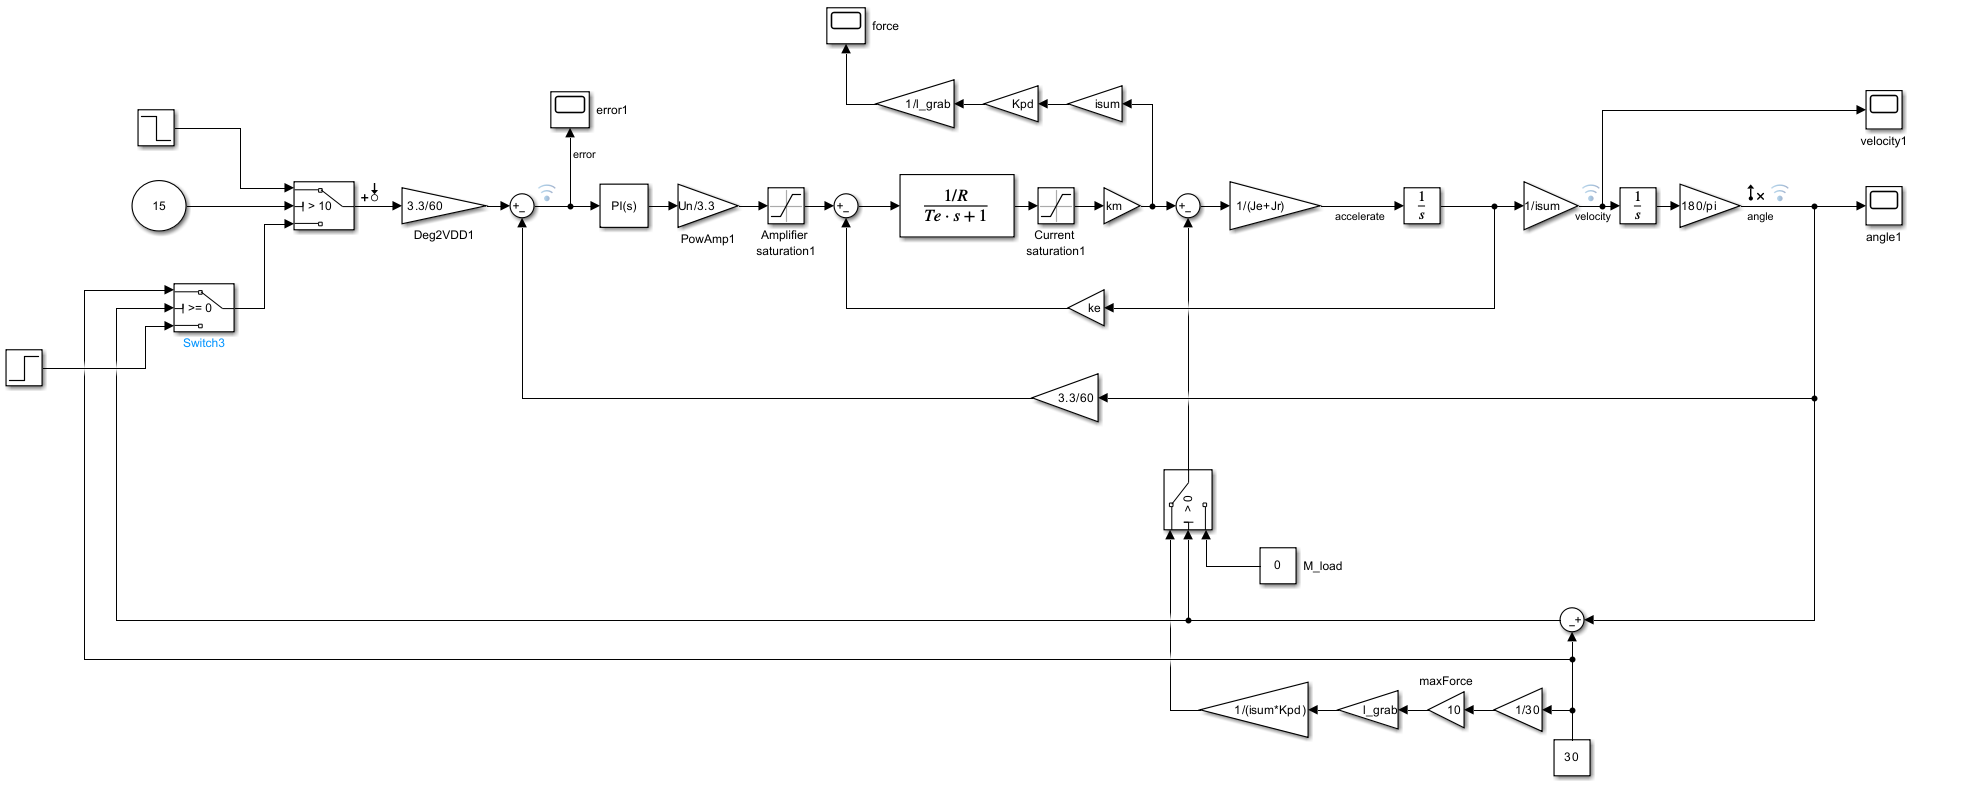 force
1/l_grab
Kpd
isum
error1
error
velocity1
15
> 10
3.3/60
Deg2VDD1
+
_
PI(s)
Un/3.3
PowAmp1
Amplifier
saturation1
+
_
1/R
Te · s + 1
Current
saturation1
km
+
_
1/(Je+Jr)
accelerate
1
s
1/isum
velocity
1
s
180/pi
angle
angle1
>= 0
Switch3
ke
3.3/60
> 0
0
M_load
_
+
maxForce
1/(isum*Kpd)
l_grab
10
1/30
30